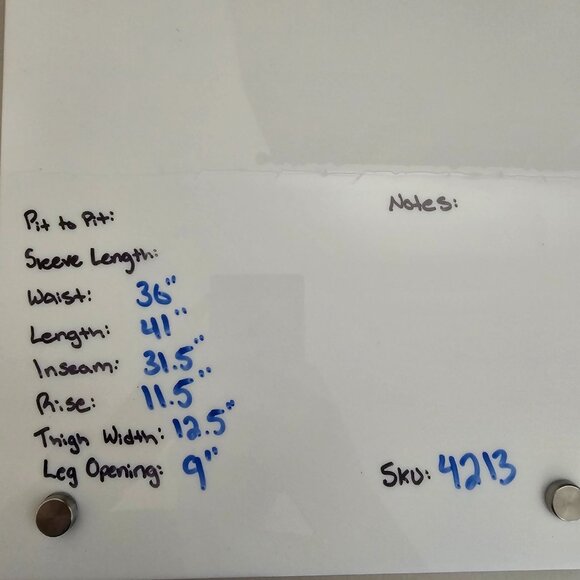 Pit to Pit:
Sleeve Length:
Waist: 36"
Length: 41"
Inseam: 31.5"
Rise: 11.5"
Thigh Width: 12.5"
Leg Opening: 9"
Notes:
SKU: 4213